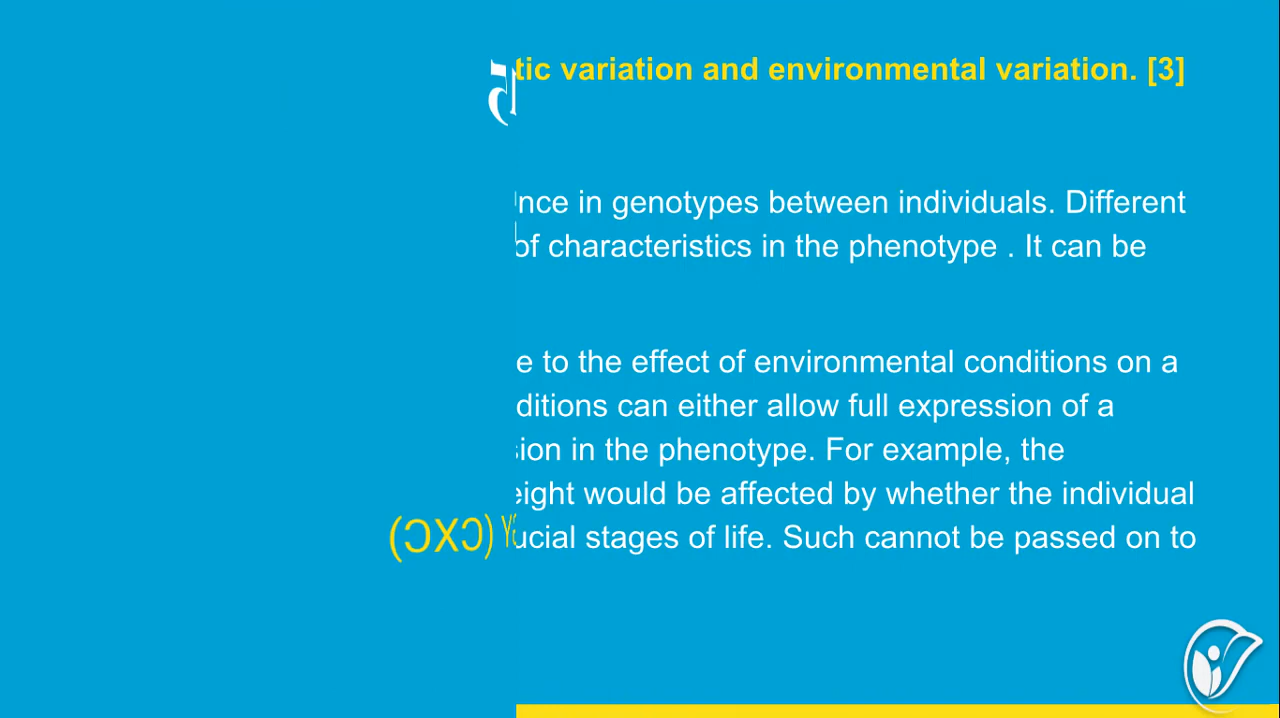 tic variation and environmental variation. [3]
nce in genotypes between individuals. Different
of characteristics in the phenotype . It can be
e to the effect of environmental conditions on a
ditions can either allow full expression of a
ion in the phenotype. For example, the
eight would be affected by whether the individual
ucial stages of life. Such cannot be passed on to
(CXC)